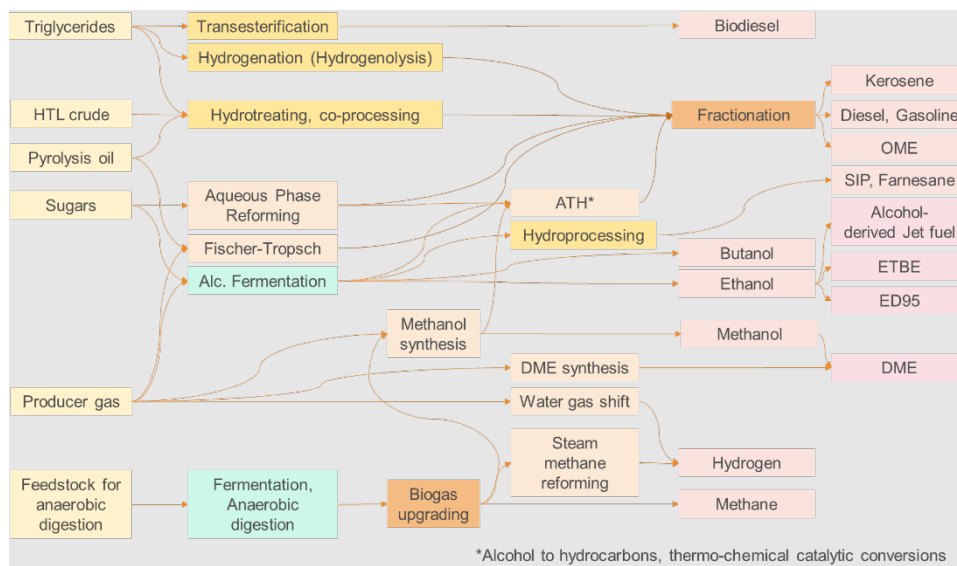 Triglycerides
Transesterification
Biodiesel
Hydrogenation (Hydrogenolysis)
Kerosene
HTL crude
Hydrotreating, co-processing
Fractionation
Diesel, Gasoline
Pyrolysis oil
OME
Sugars
Aqueous Phase
Reforming
ATH*
SIP, Farnesane
Fischer-Tropsch
Hydroprocessing
Alcohol-
derived Jet fuel
Alc. Fermentation
Butanol
Ethanol
ETBE
ED95
Methanol
synthesis
Methanol
DME synthesis
DME
Producer gas
Water gas shift
Steam
methane
reforming
Hydrogen
Feedstock for
anaerobic
digestion
Fermentation,
Anaerobic
digestion
Biogas
upgrading
Methane
*Alcohol to hydrocarbons, thermo-chemical catalytic conversions